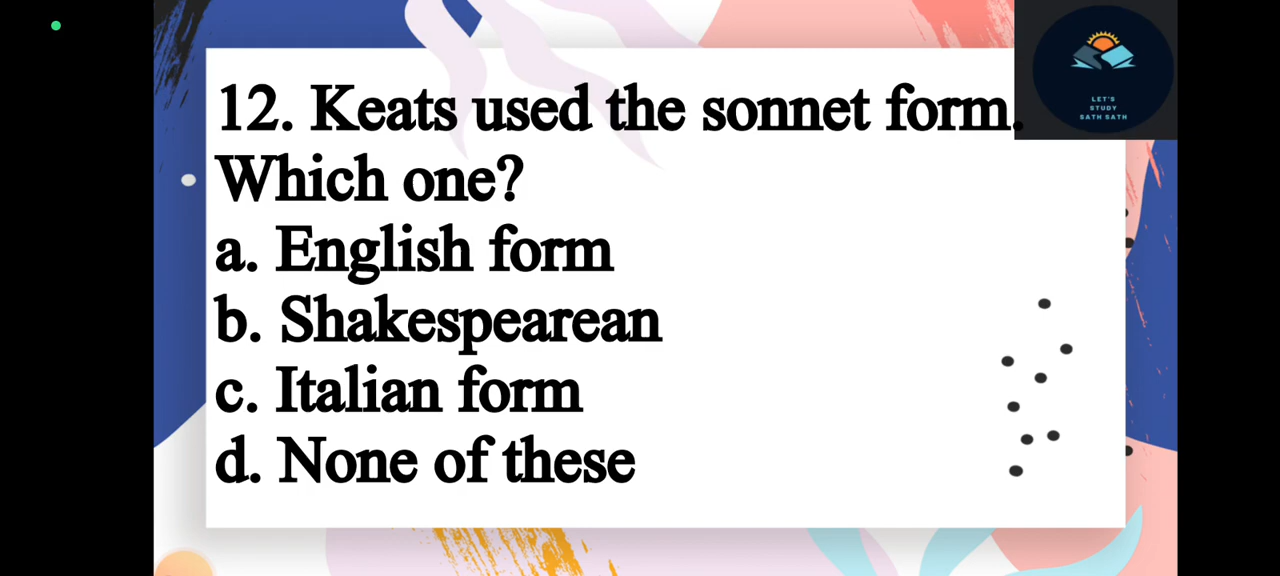 12. Keats used the sonnet form.
Which one?
a. English form
b. Shakespearean
c. Italian form
d. None of these
LET'S
STUDY
SATH SATH